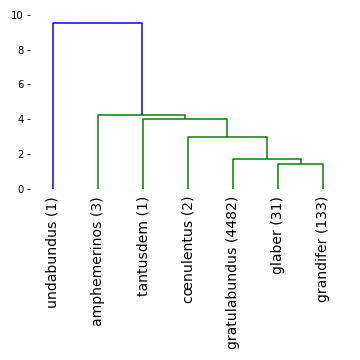 10
8
6
4
2
0
undabundus (1)
amphemerinos (3)
tantusdem (1)
cœnulentus (2)
gratulabundus (4482)
glaber (31)
grandifer (133)